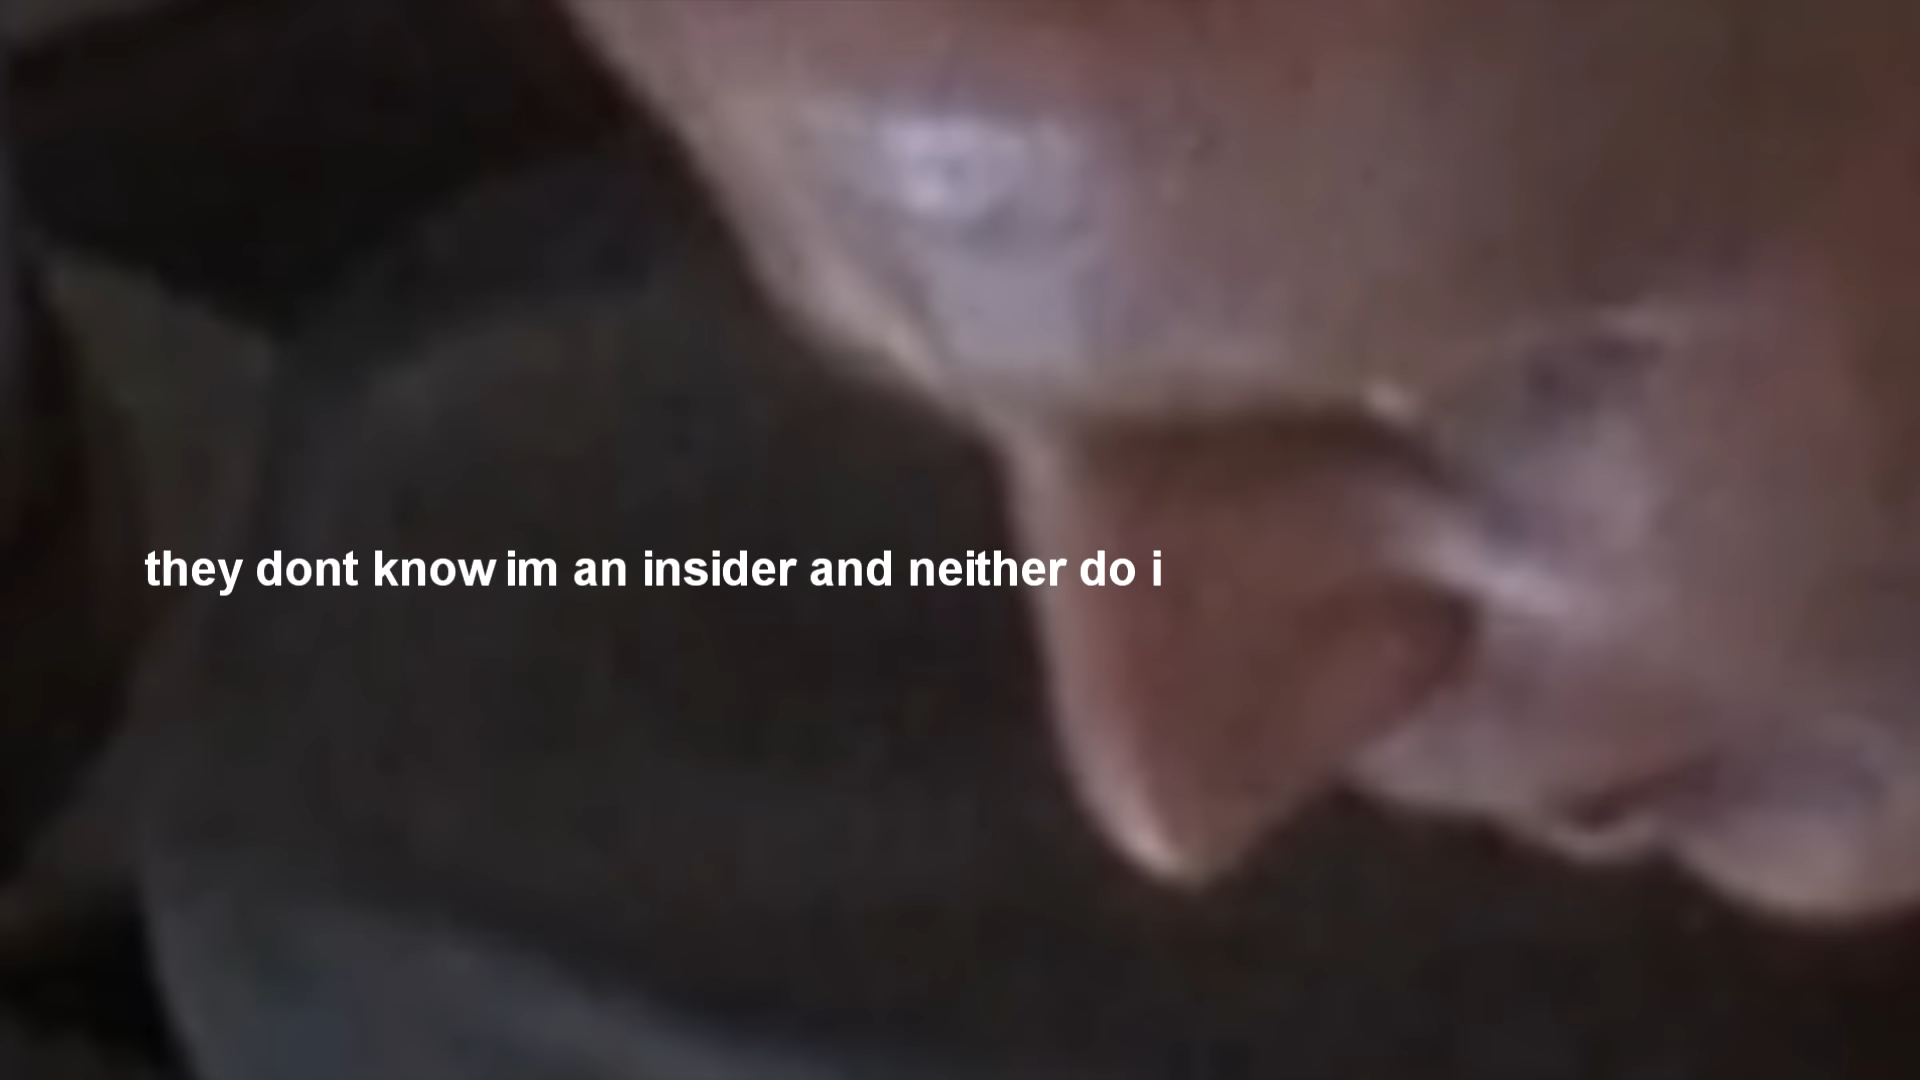 they dont know im an insider and neither do i